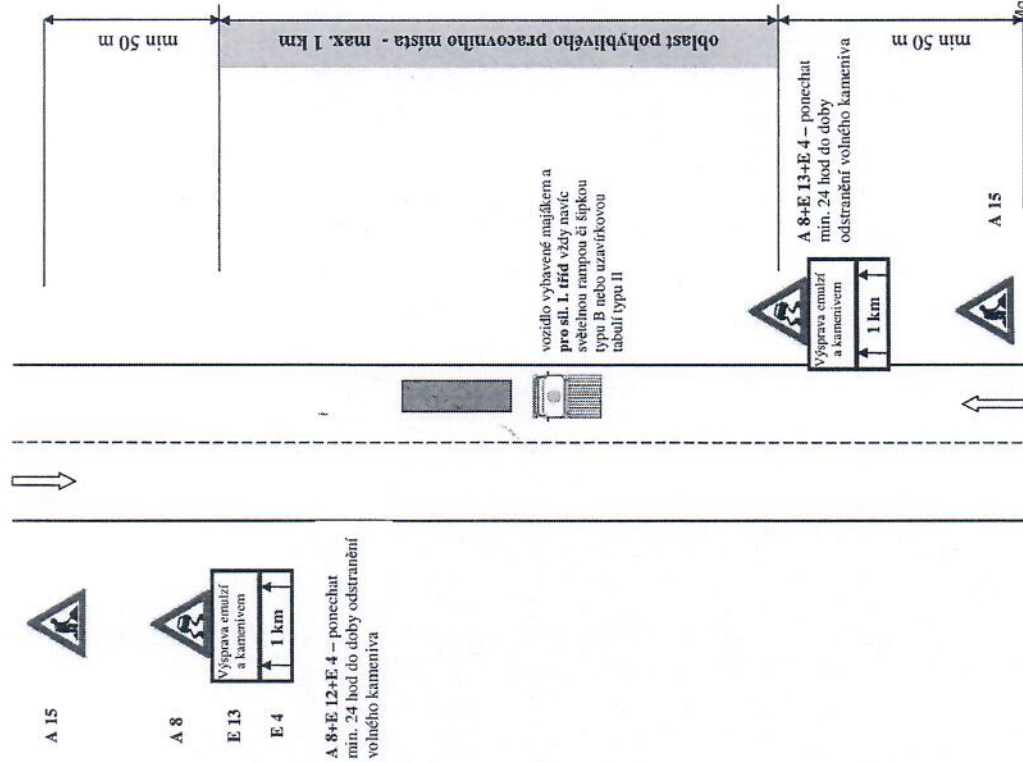 A 15
A 8
E 13
E 4
Výsprava emulzí
a kamenivem
1 km
A 8+E 12+E 4 – ponechat
min. 24 hod do doby odstranění
volného kameniva
min 50 m
oblast pohyblivého pracovního místa - max. 1 km
min 50 m
vozidlo vybavené majákem a
pro sil. I. tříd vždy navíc
světelnou rampou či šipkou
typu B nebo uzavírkovou
tabulí typu II
Výsprava emulzí
a kamenivem
1 km
A 8+E 13+E 4 – ponechat
min. 24 hod do doby
odstranění volného kameniva
A 15